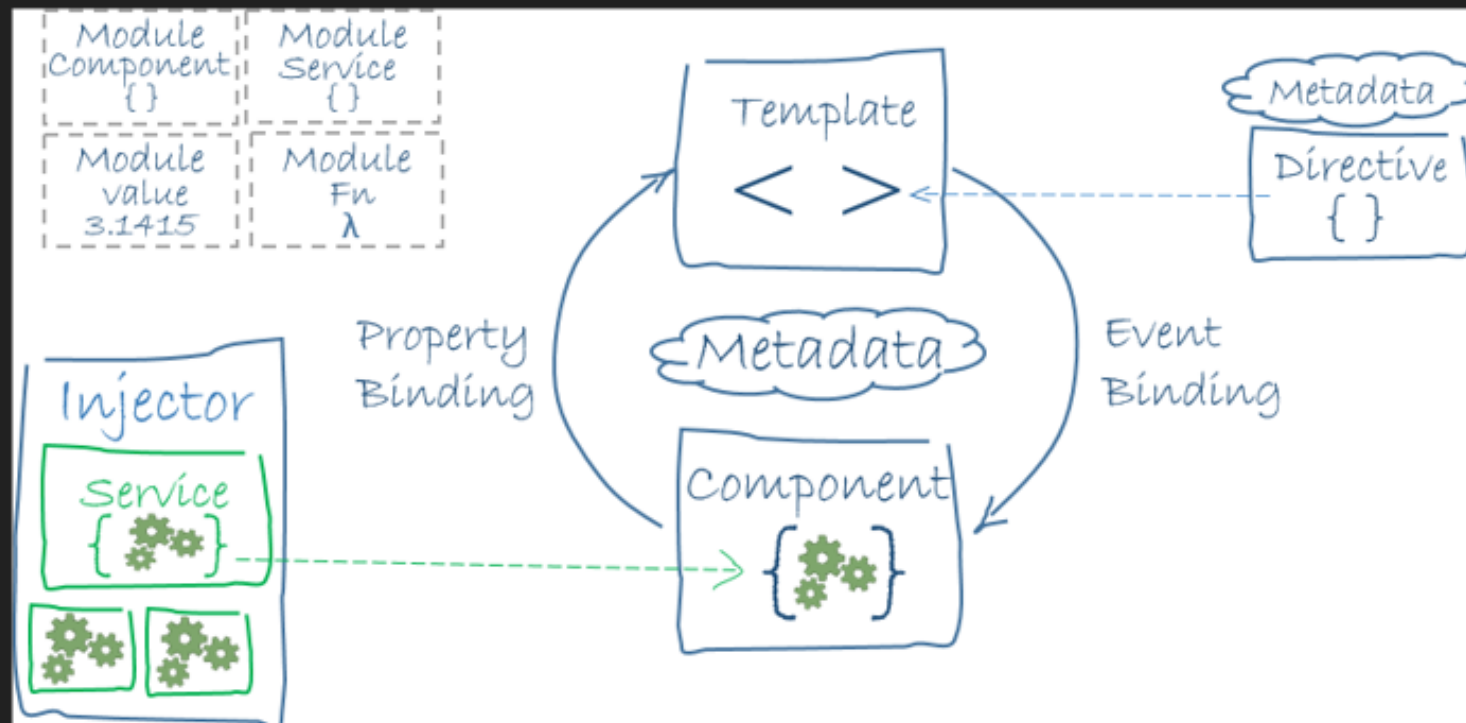 Module
Component
{ }
Module
Service
{ }
Module
value
3.1415
Module
Fn
λ
Template
< >
Metadata
Directive
{ }
Property
Binding
Metadata
Event
Binding
Injector
Service
{ }
Component
{ }